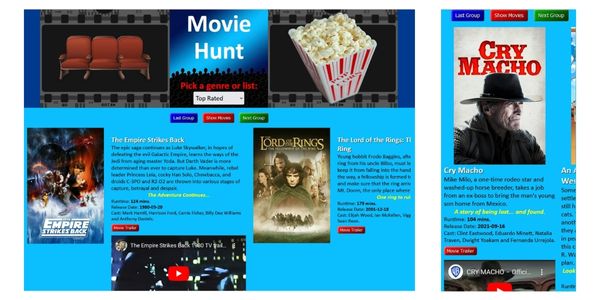 Movie
Hunt
Pick a genre or list:
Top Rated
Last Group
Show Movies
Next Group
STAR WARS
EMPIRE
STRIKES BACK
The Empire Strikes Back
The epic saga continues as Luke Skywalker, in hopes of
defeating the evil Galactic Empire, learns the ways of the
Jedi from aging master Yoda. But Darth Vader is more
determined than ever to capture Luke. Meanwhile, rebel
leader Princess Leia, cocky Han Solo, Chewbacca, and
droids C-3PO and R2-D2 are thrown into various stages of
capture, betrayal and despair.
The Adventure Continues...
Runtime: 124 mins.
Release Date: 1980-05-20
Cast: Mark Hamill, Harrison Ford, Carrie Fisher, Billy Dee Williams
and Anthony Daniels.
Movie Trailer
The Empire Strikes Back 1980 TV trai...
THE LORD OF THE RINGS
The Lord of the Rings: T
Ring
Young hobbit Frodo Baggins, afte
ring from his uncle Bilbo, must le
keep it from falling into the hand
the way, a fellowship is formed t
and make sure that the ring arriv
Mt. Doom, the only place where
One ring to rul
Runtime: 179 mins.
Release Date: 2001-12-18
Cast: Elijah Wood, Ian McKellen, Vigg
Sean Bean.
Movie Trailer
Last Group
Show Movies
Next Group
CRY
MACHO
Cry Macho
Mike Milo, a one-time rodeo star and
washed-up horse breeder, takes a job
from an ex-boss to bring the man's young
son home from Mexico.
A story of being lost... and found.
Runtime: 104 mins.
Release Date: 2021-09-16
Cast: Clint Eastwood, Eduardo Minett, Natalia
Traven, Dwight Yoakam and Fernanda Urrejola.
Movie Trailer
CRY MACHO – Offici...